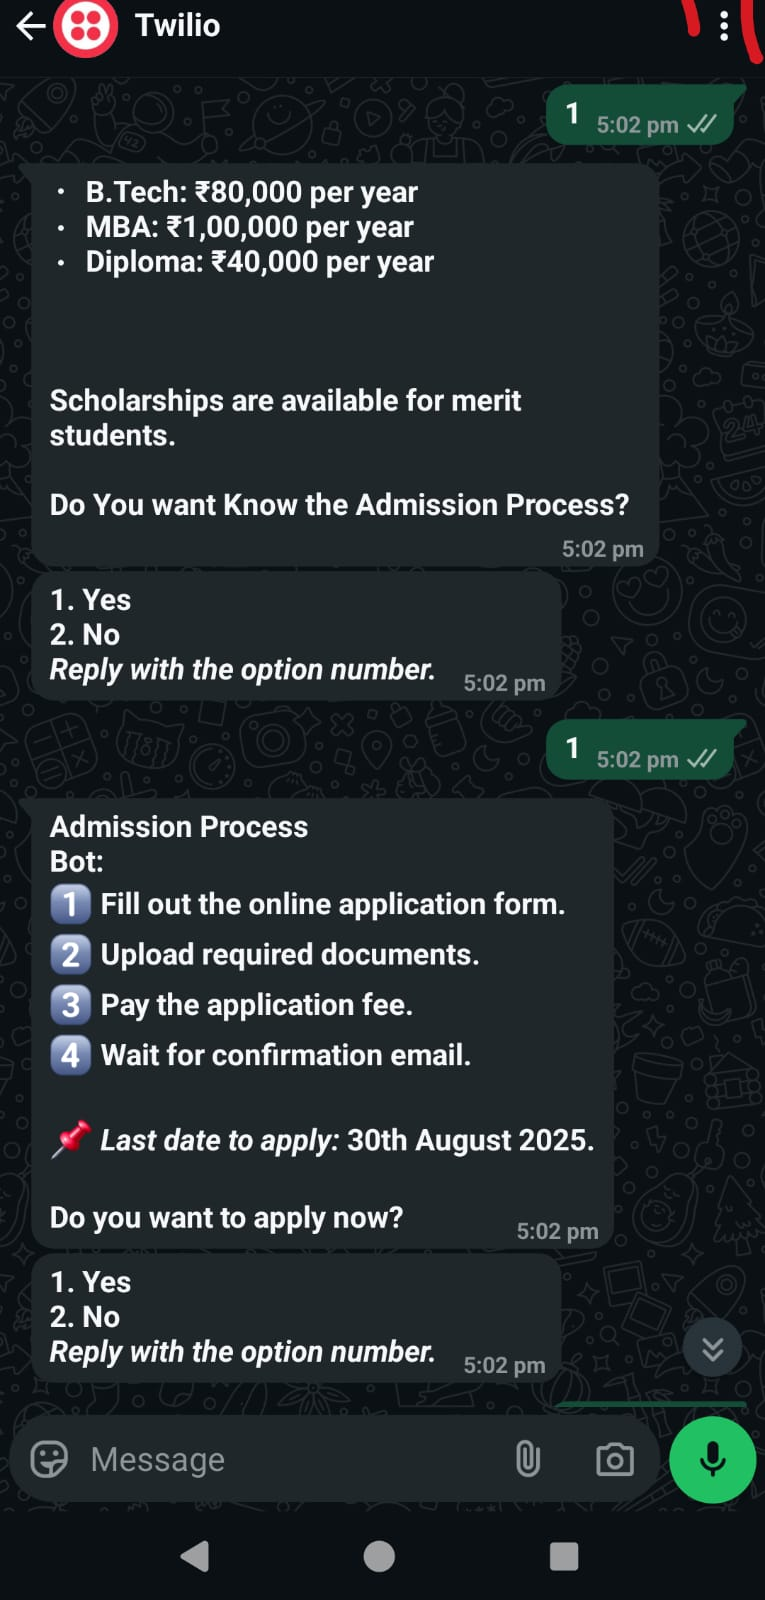 Twilio
1 5:02 pm
• B.Tech: ₹80,000 per year
• MBA: ₹1,00,000 per year
• Diploma: ₹40,000 per year
Scholarships are available for merit
students.
Do You want Know the Admission Process?
5:02 pm
1. Yes
2. No
Reply with the option number. 5:02 pm
1 5:02 pm
Admission Process
Bot:
1 Fill out the online application form.
2 Upload required documents.
3 Pay the application fee.
4 Wait for confirmation email.
Last date to apply: 30th August 2025.
Do you want to apply now? 5:02 pm
1. Yes
2. No
Reply with the option number. 5:02 pm
Message